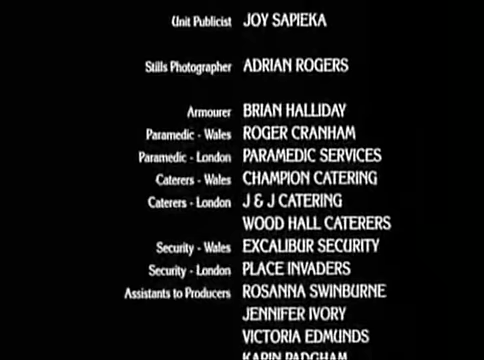 Unit Publicist JOY SAPIEKA
Stills Photographer ADRIAN ROGERS
Armourer BRIAN HALLIDAY
Paramedic - Wales ROGER CRANHAM
Paramedic - London PARAMEDIC SERVICES
Caterers - Wales CHAMPION CATERING
Caterers - London J & J CATERING
WOOD HALL CATERERS
Security - Wales EXCALIBUR SECURITY
Security - London PLACE INVADERS
Assistants to Producers ROSANNA SWINBURNE
JENNIFER IVORY
VICTORIA EDMUNDS
KARIN PADGHAM